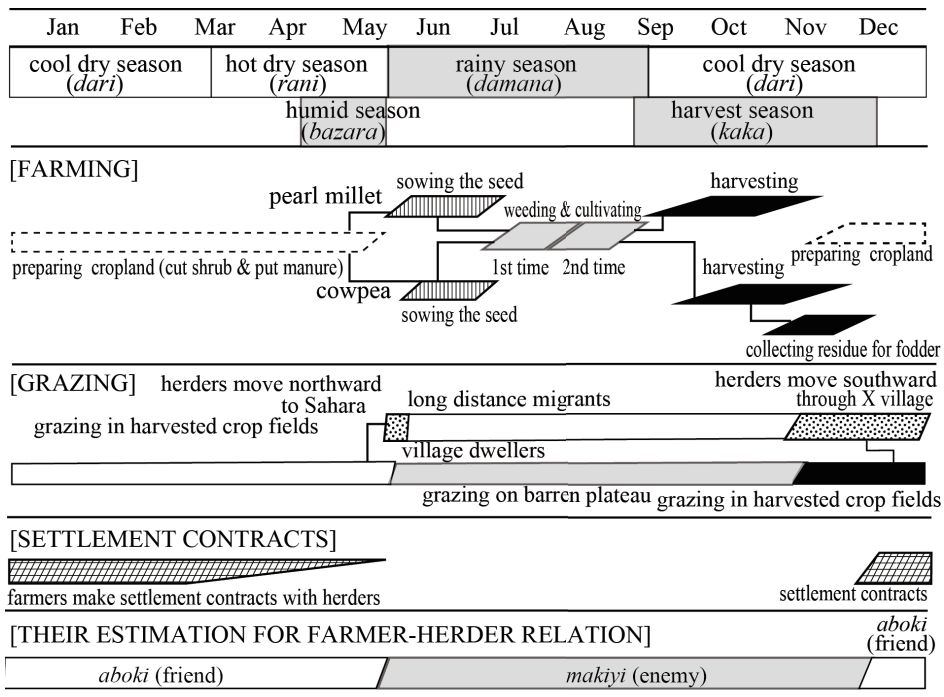 Jan Feb Mar Apr May Jun Jul Aug Sep Oct Nov Dec
cool dry season hot dry season rainy season cool dry season
(dari) (rani) (damana) (dari)
humid season harvest season
(bazara) (kaka)
[FARMING]
sowing the seed harvesting
pearl millet weeding & cultivating
preparing cropland (cut shrub & put manure) 1st time 2nd time harvesting preparing cropland
cowpea
sowing the seed
collecting residue for fodder
[GRAZING] herders move northward herders move southward
to Sahara long distance migrants through X village
grazing in harvested crop fields
village dwellers
grazing on barren plateau grazing in harvested crop fields
[SETTLEMENT CONTRACTS]
farmers make settlement contracts with herders settlement contracts
[THEIR ESTIMATION FOR FARMER-HERDER RELATION] aboki
(friend)
aboki (friend) makiyi (enemy)